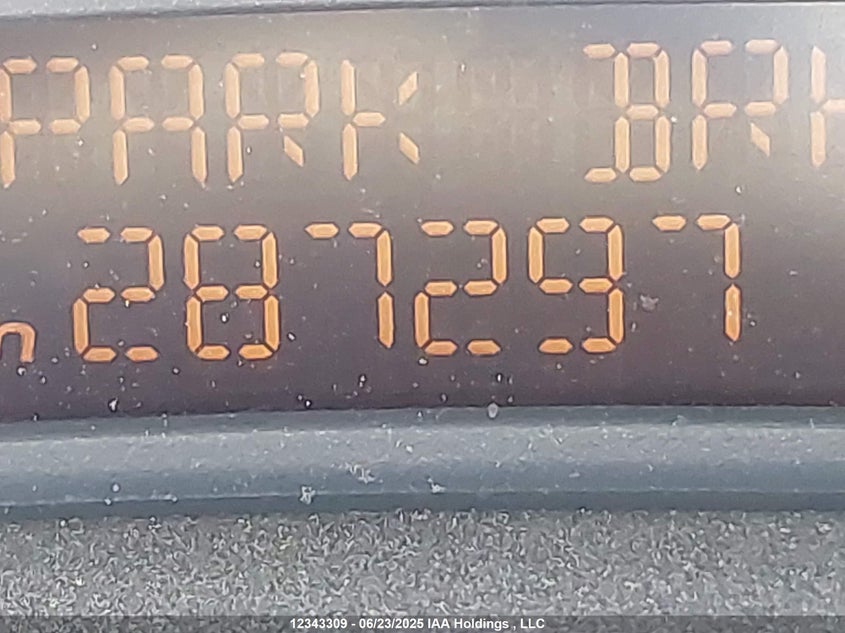 PARK BRK
287297
12343309 - 06/23/2025 IAA Holdings , LLC